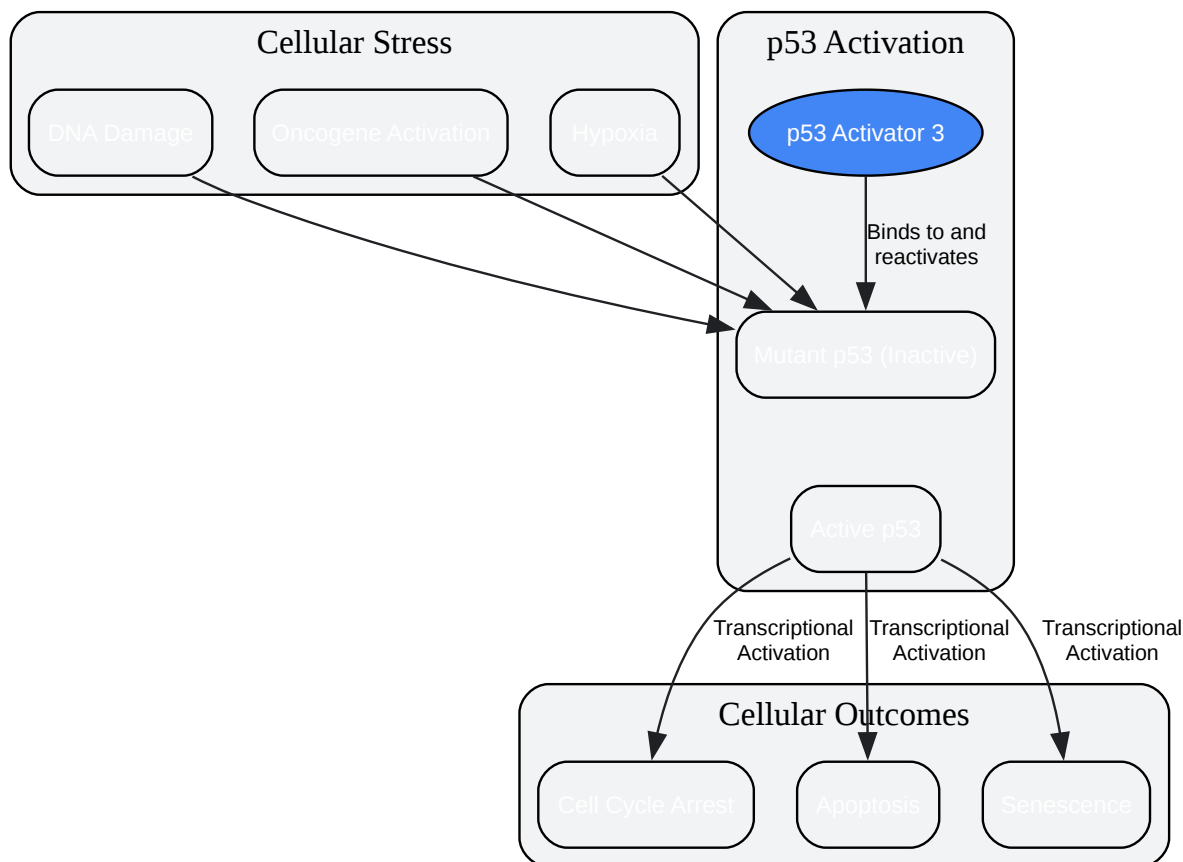 Cellular Stress
p53 Activation
DNA Damage
Oncogene Activation
Hypoxia
p53 Activator 3
Binds to and
reactivates
Mutant p53 (Inactive)
Active p53
Transcriptional
Activation
Transcriptional
Activation
Transcriptional
Activation
Cellular Outcomes
Cell Cycle Arrest
Apoptosis
Senescence